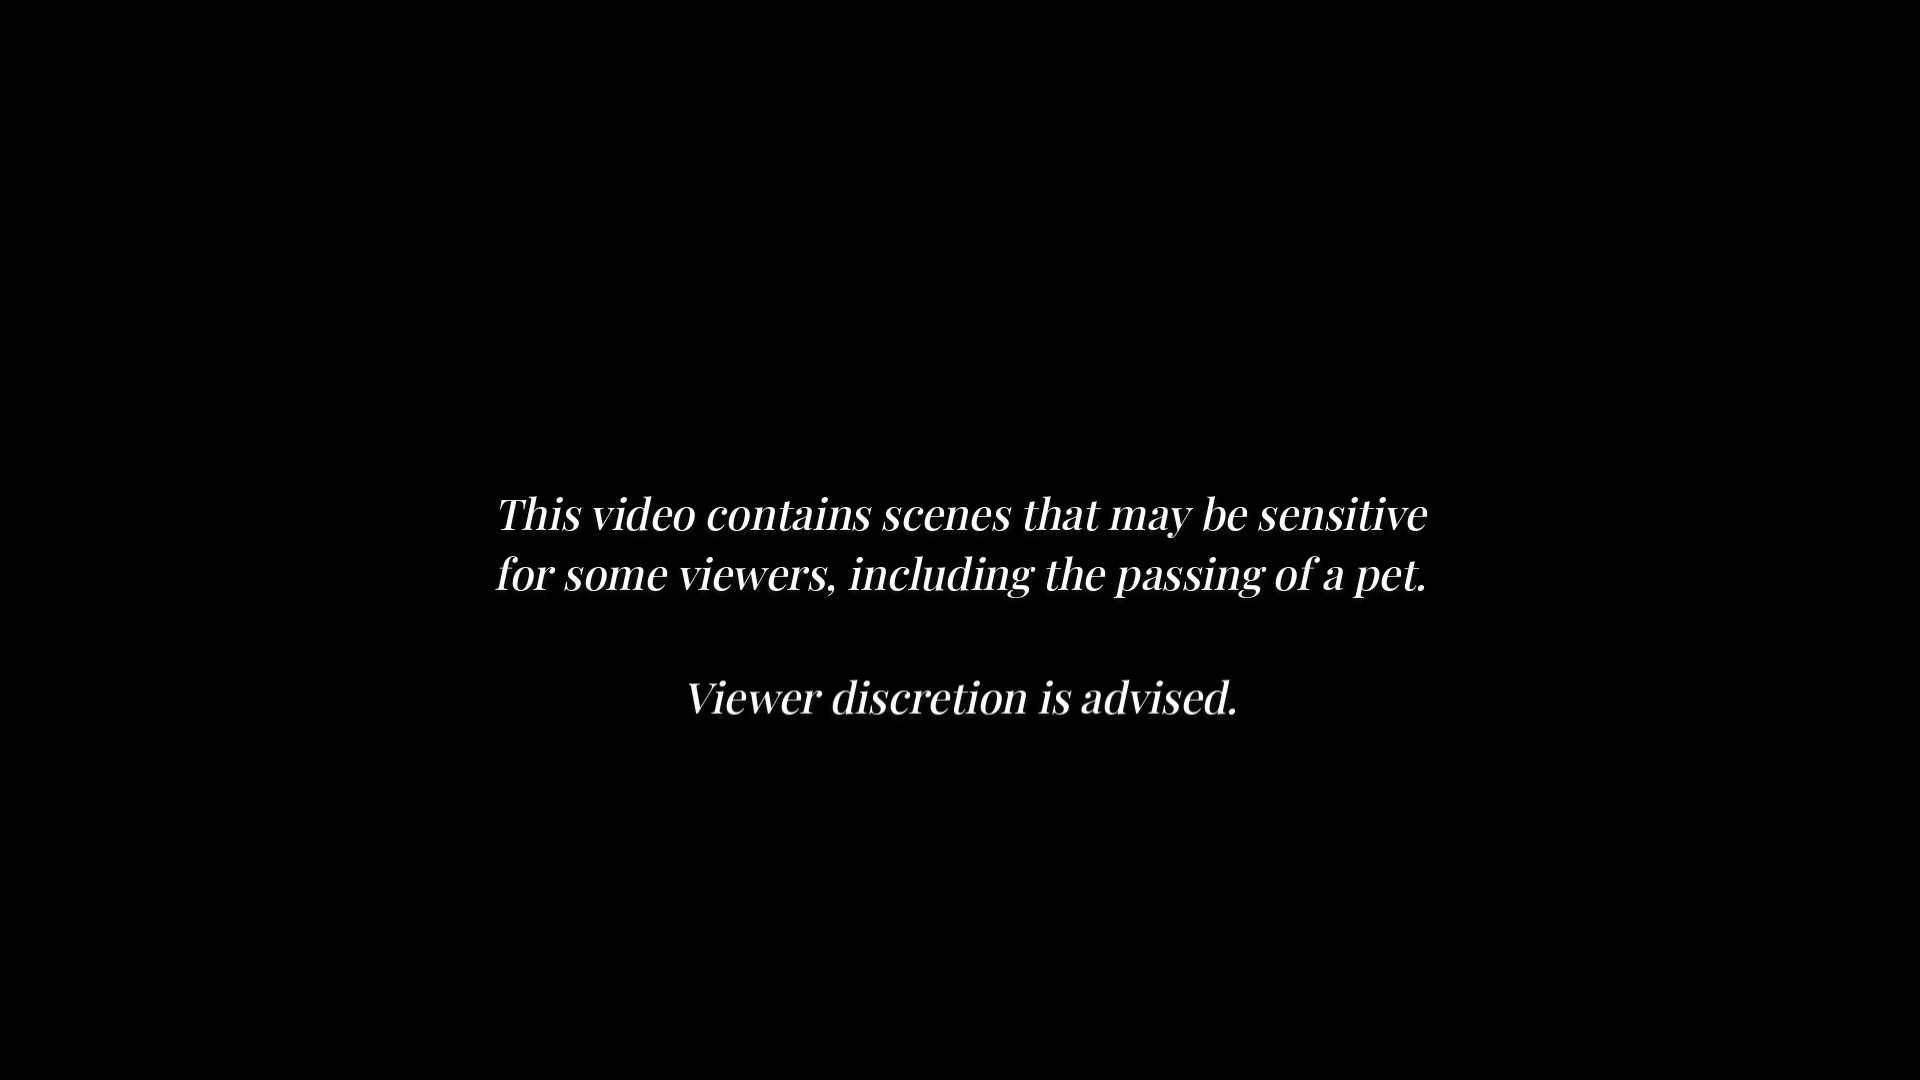 This video contains scenes that may be sensitive
for some viewers, including the passing of a pet.
Viewer discretion is advised.